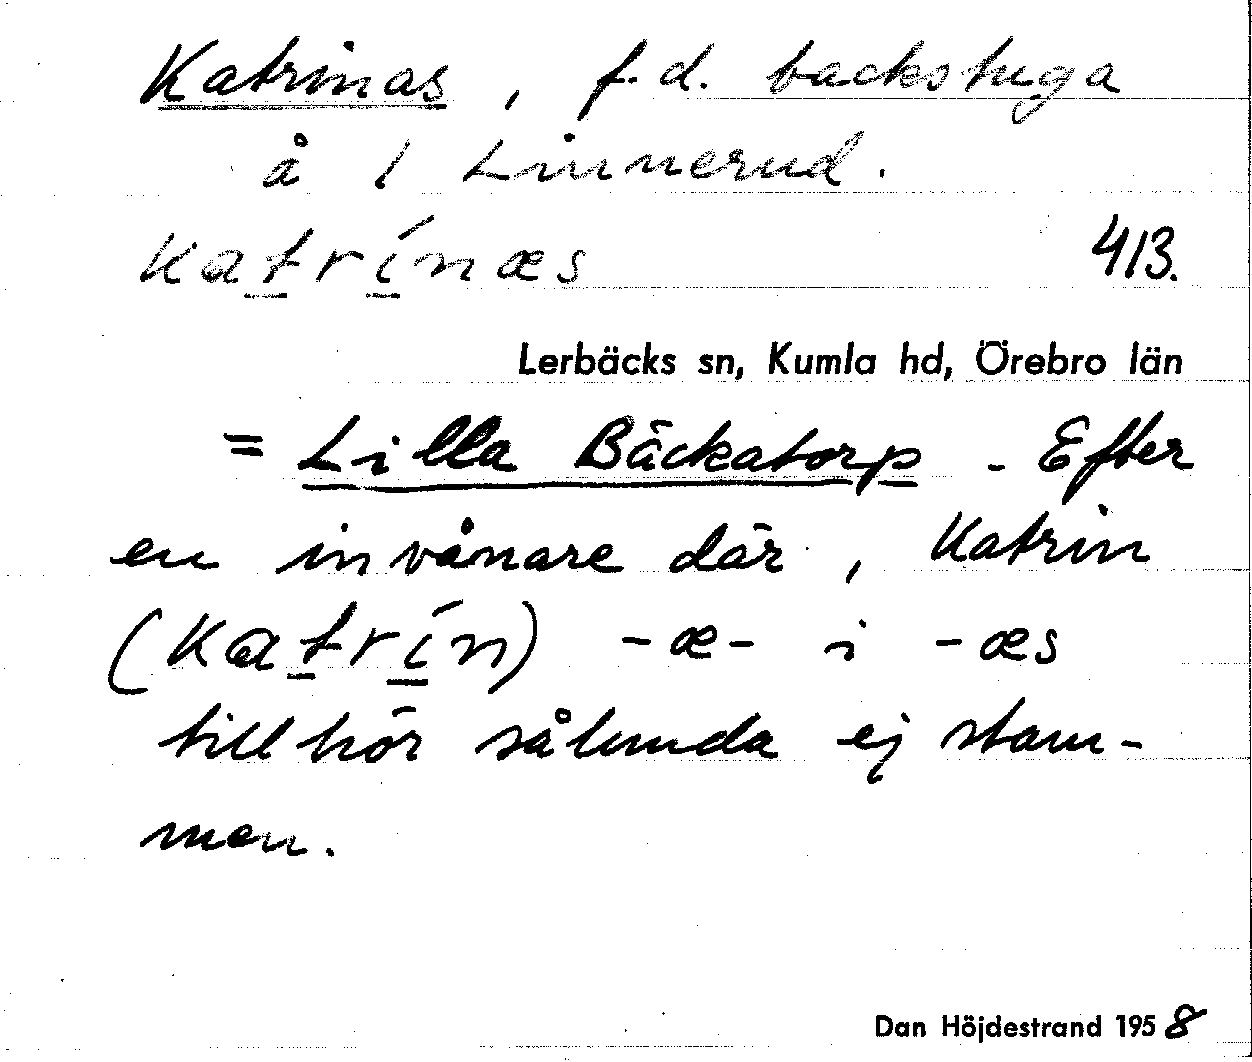 Katrinas, f.d. backstuga
å 1 Linnerud.
katrínæs 413.
Lerbäcks sn, Kumla hd, Örebro län
= Lilla Bäckatorp - Efter
en invånare där, Katrin
(katrín) -æ- i -æs
tillhör sålunda ej stam-
men.
Dan Höjdestrand 1958